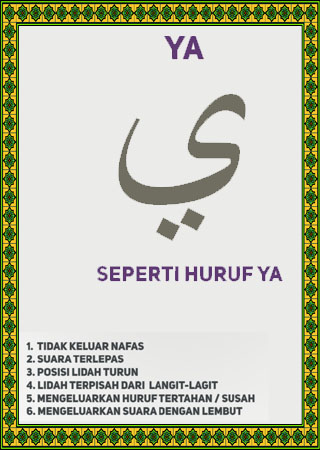 YA
ي
SEPERTI HURUF YA
1. TIDAK KELUAR NAFAS
2. SUARA TERLEPAS
3. POSISI LIDAH TURUN
4. LIDAH TERPISAH DARI LANGIT-LAGIT
5. MENGELUARKAN HURUF TERTAHAN / SUSAH
6. MENGELUARKAN SUARA DENGAN LEMBUT